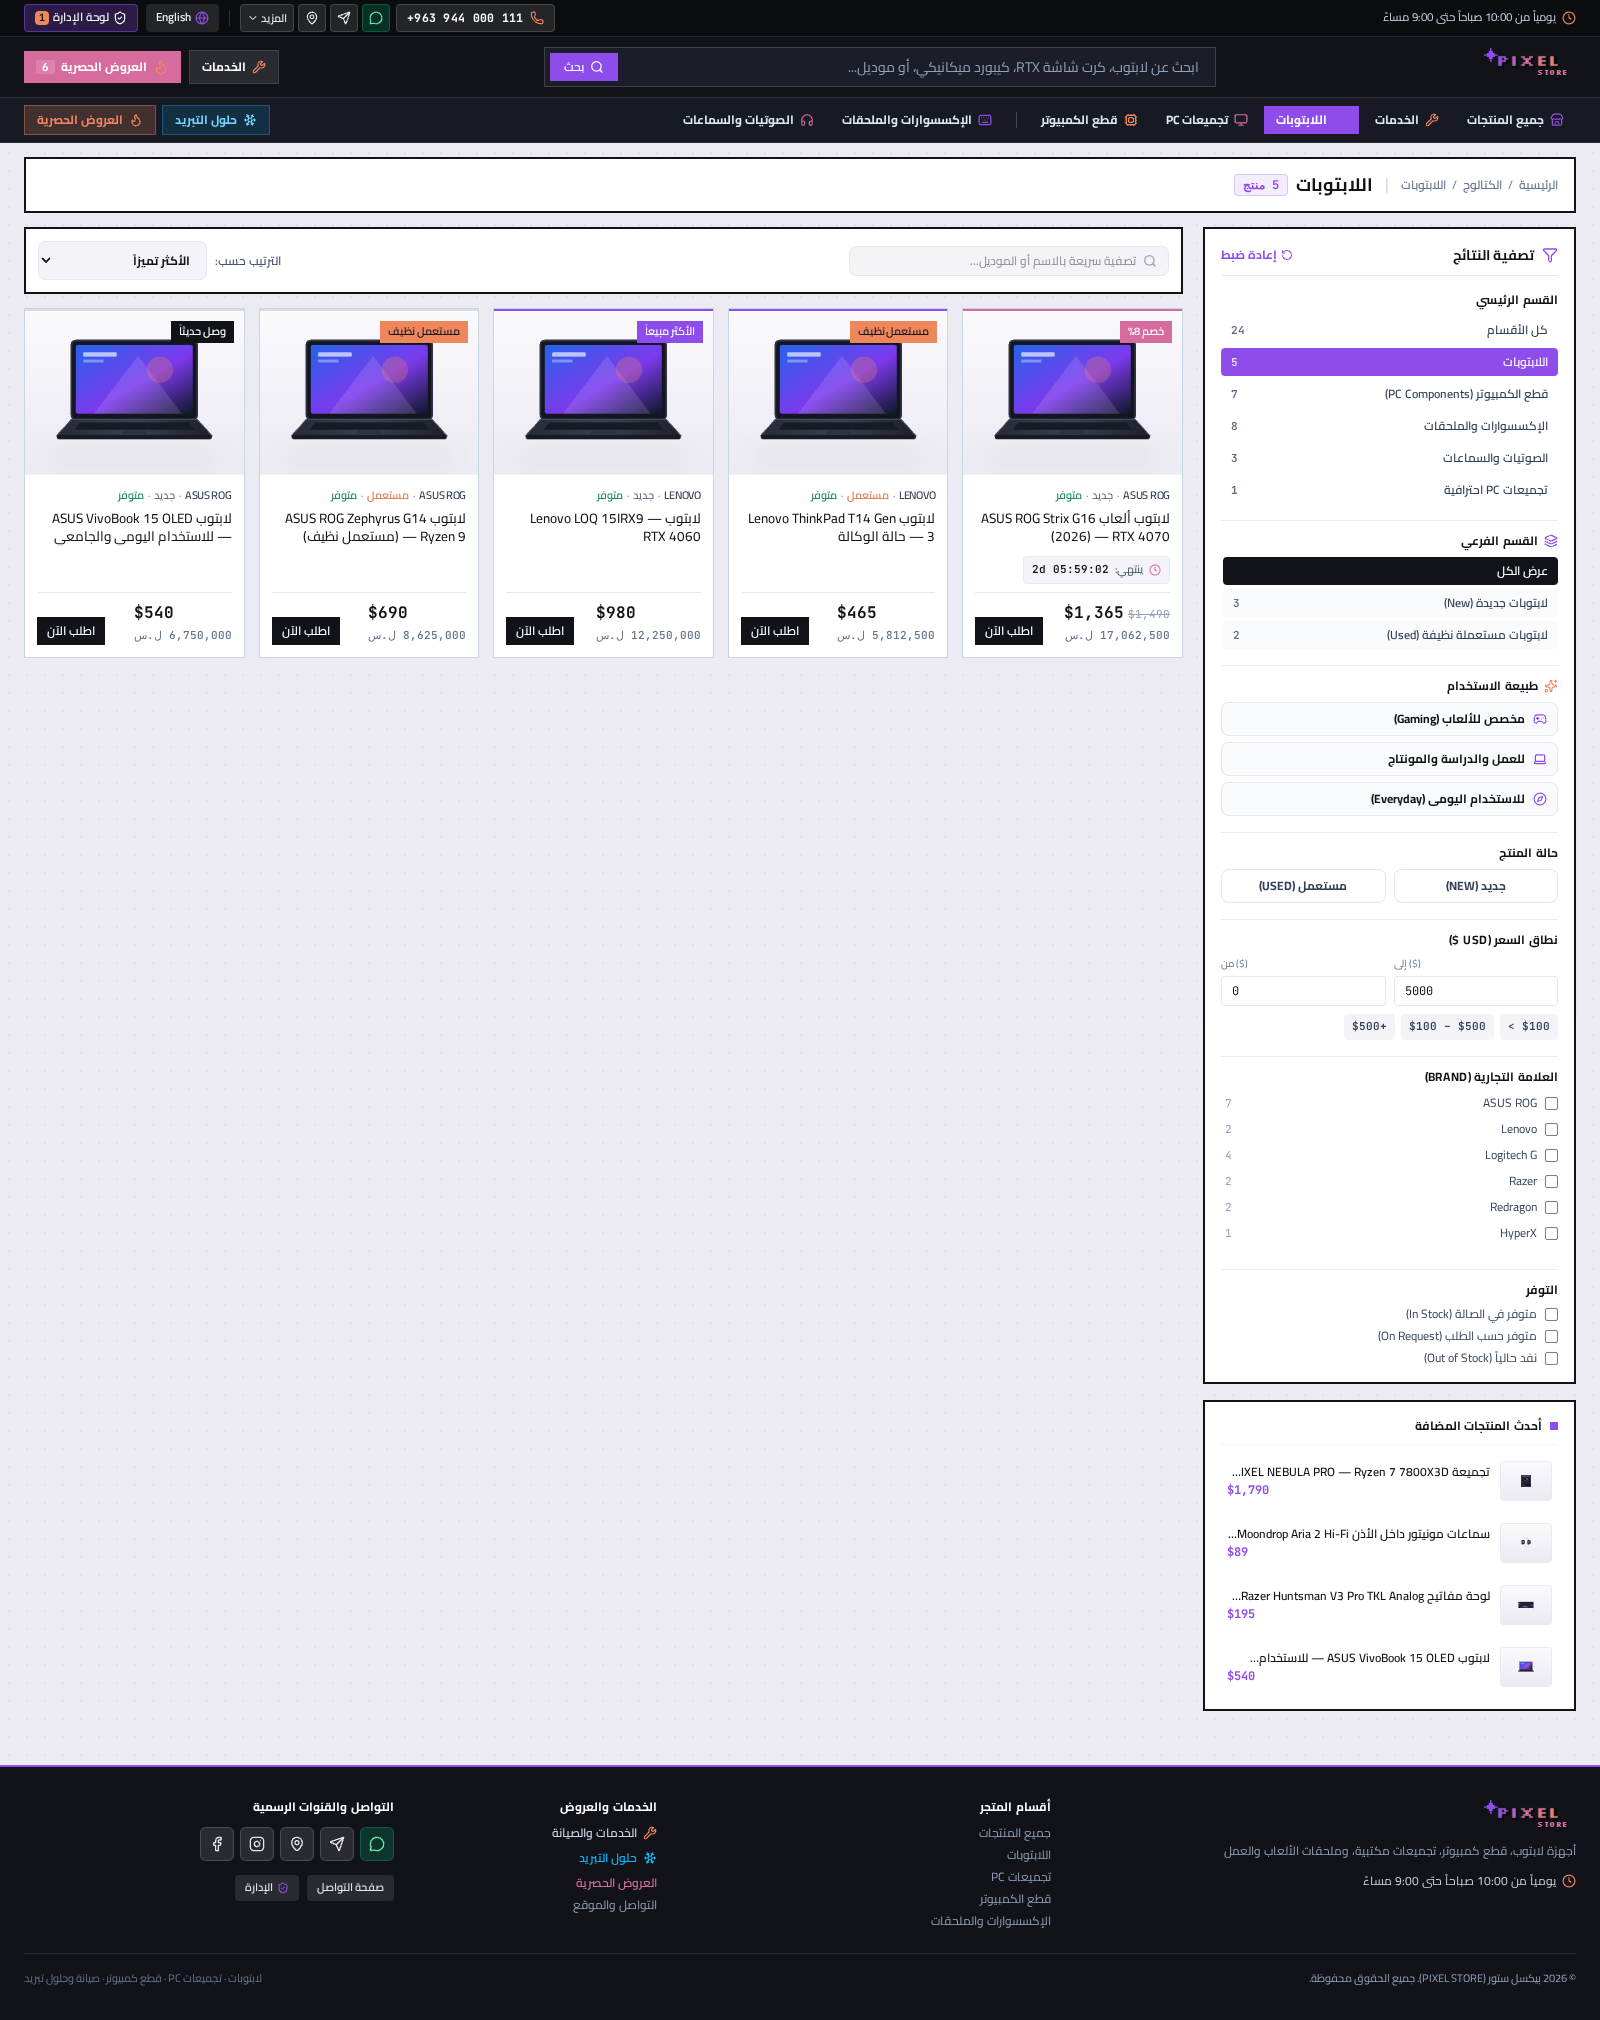 يومياً من 10:00 صباحاً حتى 9:00 مساءً
+963 944 000 111
المزيد
English
لوحة الإدارة 1
PIXEL
STORE
ابحث عن لابتوب، كرت شاشة RTX، كيبورد ميكانيكي، أو موديل...
بحث
الخدمات
العروض الحصرية 6
جميع المنتجات
الخدمات
اللابتوبات
تجميعات PC
قطع الكمبيوتر
الإكسسوارات والملحقات
الصوتيات والسماعات
حلول التبريد
العروض الحصرية
الرئيسية / الكتالوج / اللابتوبات | اللابتوبات 5 منتج
تصفية النتائج
إعادة ضبط
القسم الرئيسي
كل الأقسام 24
اللابتوبات 5
قطع الكمبيوتر (PC Components) 7
الإكسسوارات والملحقات 8
الصوتيات والسماعات 3
تجميعات PC احترافية 1
القسم الفرعي
عرض الكل
لابتوبات جديدة (New) 3
لابتوبات مستعملة نظيفة (Used) 2
طبيعة الاستخدام
مخصص للألعاب (Gaming)
للعمل والدراسة والمونتاج
للاستخدام اليومي (Everyday)
حالة المنتج
جديد (NEW)
مستعمل (USED)
نطاق السعر (USD $)
إلى ($)
من ($)
5000
0
< $100
$100 - $500
$500+
العلامة التجارية (BRAND)
ASUS ROG 7
Lenovo 2
Logitech G 4
Razer 2
Redragon 2
HyperX 1
التوفر
متوفر في الصالة (In Stock)
متوفر حسب الطلب (On Request)
نفد حالياً (Out of Stock)
أحدث المنتجات المضافة
تجميعة IXEL NEBULA PRO — Ryzen 7 7800X3D...
$1,790
سماعات مونيتور داخل الأذن Moondrop Aria 2 Hi-Fi...
$89
لوحة مفاتيح Razer Huntsman V3 Pro TKL Analog...
$195
لابتوب ASUS VivoBook 15 OLED — للاستخدام...
$540
تصفية سريعة بالاسم أو الموديل...
الترتيب حسب:
الأكثر تميزاً
خصم 8%
ASUS ROG · جديد · متوفر
لابتوب ألعاب ASUS ROG Strix G16
(2026) — RTX 4070
ينتهي: 2d 05:59:02
$1,365 $1,490
17,062,500 ل.س
اطلب الآن
مستعمل نظيف
LENOVO · مستعمل · متوفر
لابتوب Lenovo ThinkPad T14 Gen
3 — حالة الوكالة
$465
5,812,500 ل.س
اطلب الآن
الأكثر مبيعاً
LENOVO · جديد · متوفر
لابتوب Lenovo LOQ 15IRX9 —
RTX 4060
$980
12,250,000 ل.س
اطلب الآن
مستعمل نظيف
ASUS ROG · مستعمل · متوفر
لابتوب ASUS ROG Zephyrus G14
Ryzen 9 — (مستعمل نظيف)
$690
8,625,000 ل.س
اطلب الآن
وصل حديثاً
ASUS ROG · جديد · متوفر
لابتوب ASUS VivoBook 15 OLED
— للاستخدام اليومي والجامعي
$540
6,750,000 ل.س
اطلب الآن
PIXEL
STORE
أجهزة لابتوب، قطع كمبيوتر، تجميعات مكتبية، وملحقات الألعاب والعمل
يومياً من 10:00 صباحاً حتى 9:00 مساءً
أقسام المتجر
جميع المنتجات
اللابتوبات
تجميعات PC
قطع الكمبيوتر
الإكسسوارات والملحقات
الخدمات والعروض
الخدمات والصيانة
حلول التبريد
العروض الحصرية
التواصل والموقع
التواصل والقنوات الرسمية
صفحة التواصل
الإدارة
© 2026 بيكسل ستور (PIXEL STORE). جميع الحقوق محفوظة.
لابتوبات · تجميعات PC · قطع كمبيوتر · صيانة وحلول تبريد